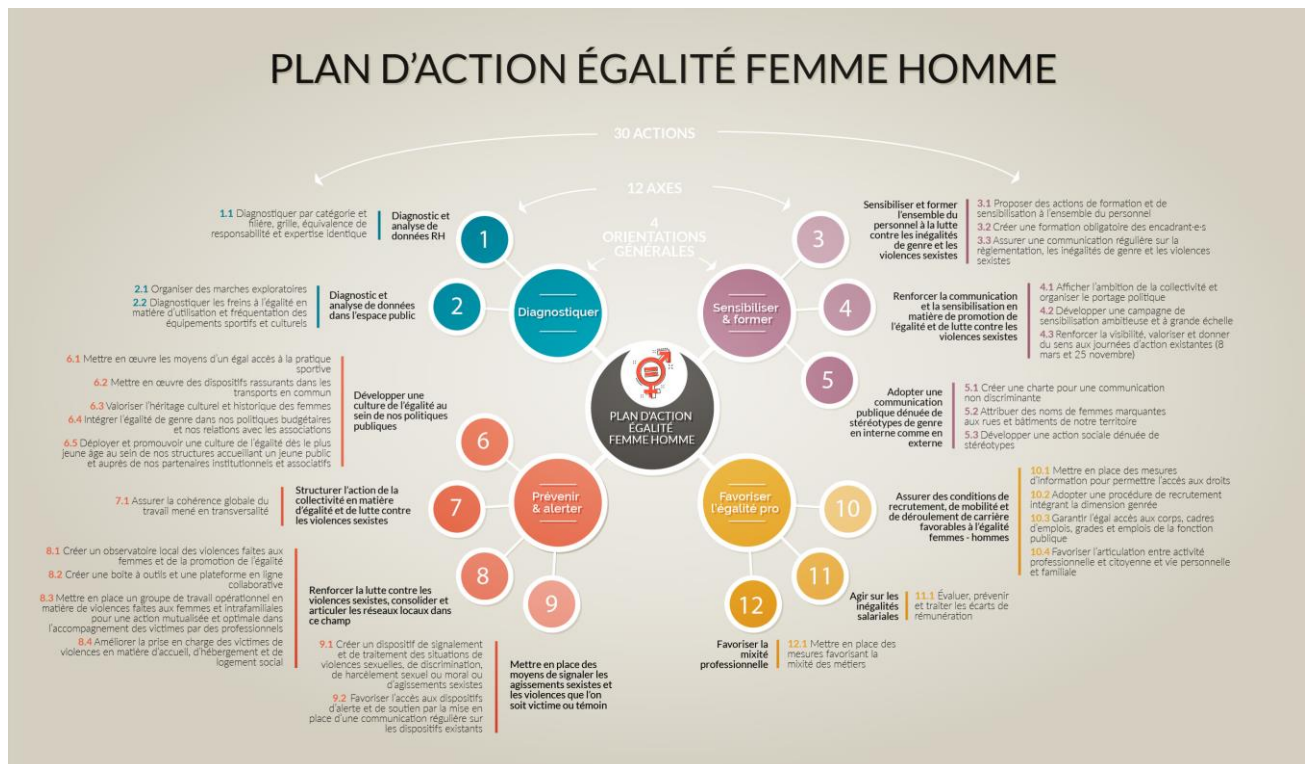 PLAN D'ACTION ÉGALITÉ FEMME HOMME
30 ACTIONS
12 AXES
4
ORIENTATIONS
GÉNÉRALES
1.1 Diagnostiquer par catégorie et
filière, grille, équivalence de
responsabilité et expertise identique
Diagnostic et
analyse de
données RH
1
2.1 Organiser des marches exploratoires
2.2 Diagnostiquer les freins à l'égalité en
matière d'utilisation et fréquentation des
équipements sportifs et culturels
Diagnostic et
analyse de données
dans l'espace public
2
Diagnostiquer
Sensibiliser
& former
3
Sensibiliser et former
l'ensemble du
personnel à la lutte
contre les inégalités
de genre et les
violences sexistes
3.1 Proposer des actions de formation et de
sensibilisation à l'ensemble du personnel
3.2 Créer une formation obligatoire des encadrant·e·s
3.3 Assurer une communication régulière sur la
règlementation, les inégalités de genre et les violences
sexistes
4
Renforcer la communication
et la sensibilisation en
matière de promotion de
l'égalité et de lutte contre les
violences sexistes
4.1 Afficher l'ambition de la collectivité et
organiser le portage politique
4.2 Développer une campagne de
sensibilisation ambitieuse et à grande échelle
4.3 Renforcer la visibilité, valoriser et donner
du sens aux journées d'action existantes (8
mars et 25 novembre)
5
Adopter une
communication
publique dénuée de
stéréotypes de genre
en interne comme en
externe
5.1 Créer une charte pour une communication
non discriminante
5.2 Attribuer des noms de femmes marquantes
aux rues et bâtiments de notre territoire
5.3 Développer une action sociale dénuée de
stéréotypes
PLAN D'ACTION
ÉGALITÉ
FEMME HOMME
6.1 Mettre en œuvre les moyens d'un égal accès à la pratique
sportive
6.2 Mettre en œuvre des dispositifs rassurants dans les
transports en commun
6.3 Valoriser l'héritage culturel et historique des femmes
6.4 Intégrer l'égalité de genre dans nos politiques budgétaires
et nos relations avec les associations
6.5 Déployer et promouvoir une culture de l'égalité dès le plus
jeune âge au sein de nos structures accueillant un jeune public
et auprès de nos partenaires institutionnels et associatifs
Développer une
culture de l'égalité au
sein de nos politiques
publiques
6
7.1 Assurer la cohérence globale du
travail mené en transversalité
Structurer l'action de la
collectivité en matière
d'égalité et de lutte contre
les violences sexistes
7
Prévenir
& alerter
8.1 Créer un observatoire local des violences faites aux
femmes et de la promotion de l'égalité
8.2 Créer une boîte à outils et une plateforme en ligne
collaborative
8.3 Mettre en place un groupe de travail opérationnel en
matière de violences faites aux femmes et intrafamiliales
pour une action mutualisée et optimale dans
l'accompagnement des victimes par des professionnels
8.4 Améliorer la prise en charge des victimes de
violences en matière d'accueil, d'hébergement et de
logement social
Renforcer la lutte contre les
violences sexistes, consolider et
articuler les réseaux locaux dans
ce champ
8
9.1 Créer un dispositif de signalement
et de traitement des situations de
violences sexuelles, de discrimination,
de harcèlement sexuel ou moral ou
d'agissements sexistes
9.2 Favoriser l'accès aux dispositifs
d'alerte et de soutien par la mise en
place d'une communication régulière sur
les dispositifs existants
Mettre en place des
moyens de signaler les
agissements sexistes et
les violences que l'on
soit victime ou témoin
9
Favoriser
l'égalité pro
10
Assurer des conditions de
recrutement, de mobilité et
de déroulement de carrière
favorables à l'égalité
femmes - hommes
10.1 Mettre en place des mesures
d'information pour permettre l'accès aux droits
10.2 Adopter une procédure de recrutement
intégrant la dimension genrée
10.3 Garantir l'égal accès aux corps, cadres
d'emplois, grades et emplois de la fonction
publique
10.4 Favoriser l'articulation entre activité
professionnelle et citoyenne et vie personnelle
et familiale
11
Agir sur les
inégalités
salariales
11.1 Évaluer, prévenir
et traiter les écarts de
rémunération
12
Favoriser la
mixité
professionnelle
12.1 Mettre en place des
mesures favorisant la
mixité des métiers